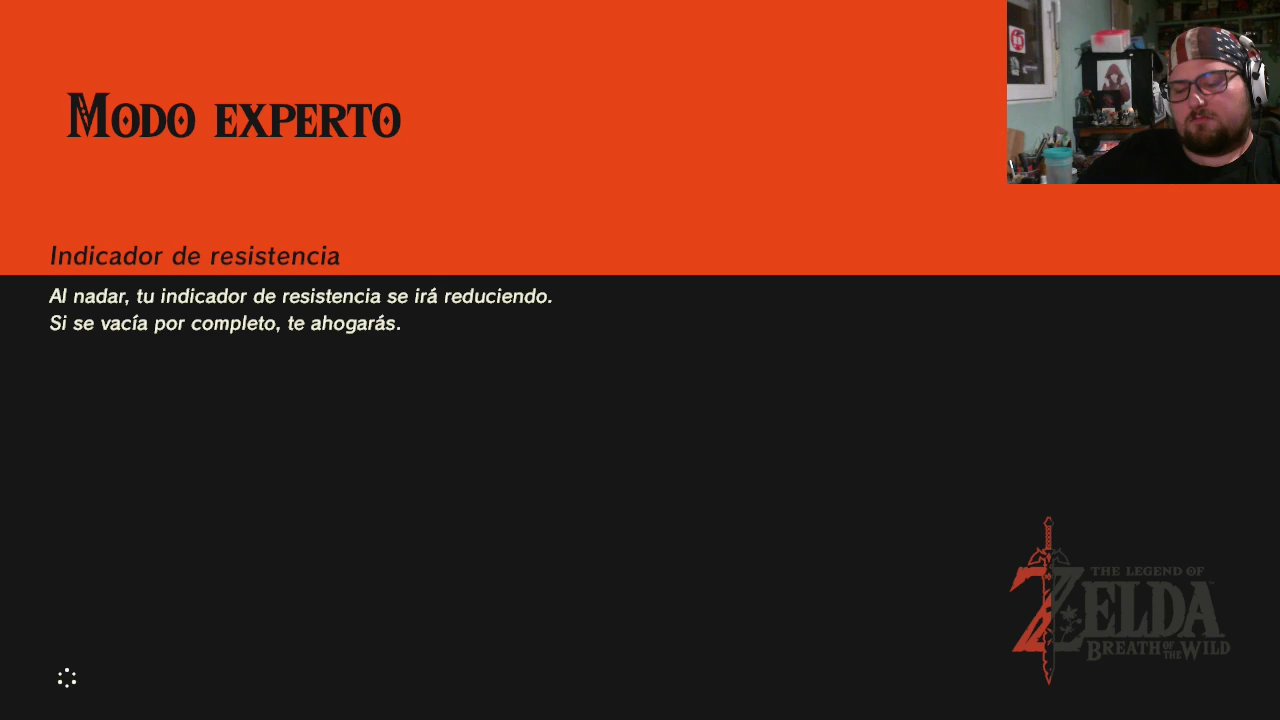 Modo experto
Indicador de resistencia
Al nadar, tu indicador de resistencia se irá reduciendo.
Si se vacía por completo, te ahogarás.
THE LEGEND OF
ZELDA
BREATH OF THE WILD